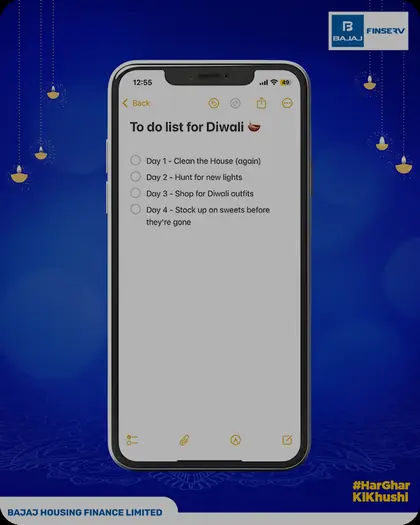 BAJAJ FINSERV
12:55
49
Back
To do list for Diwali
Day 1 - Clean the House (again)
Day 2 - Hunt for new lights
Day 3 - Shop for Diwali outfits
Day 4 - Stock up on sweets before
they're gone
#HarGhar
KIKhushi
BAJAJ HOUSING FINANCE LIMITED